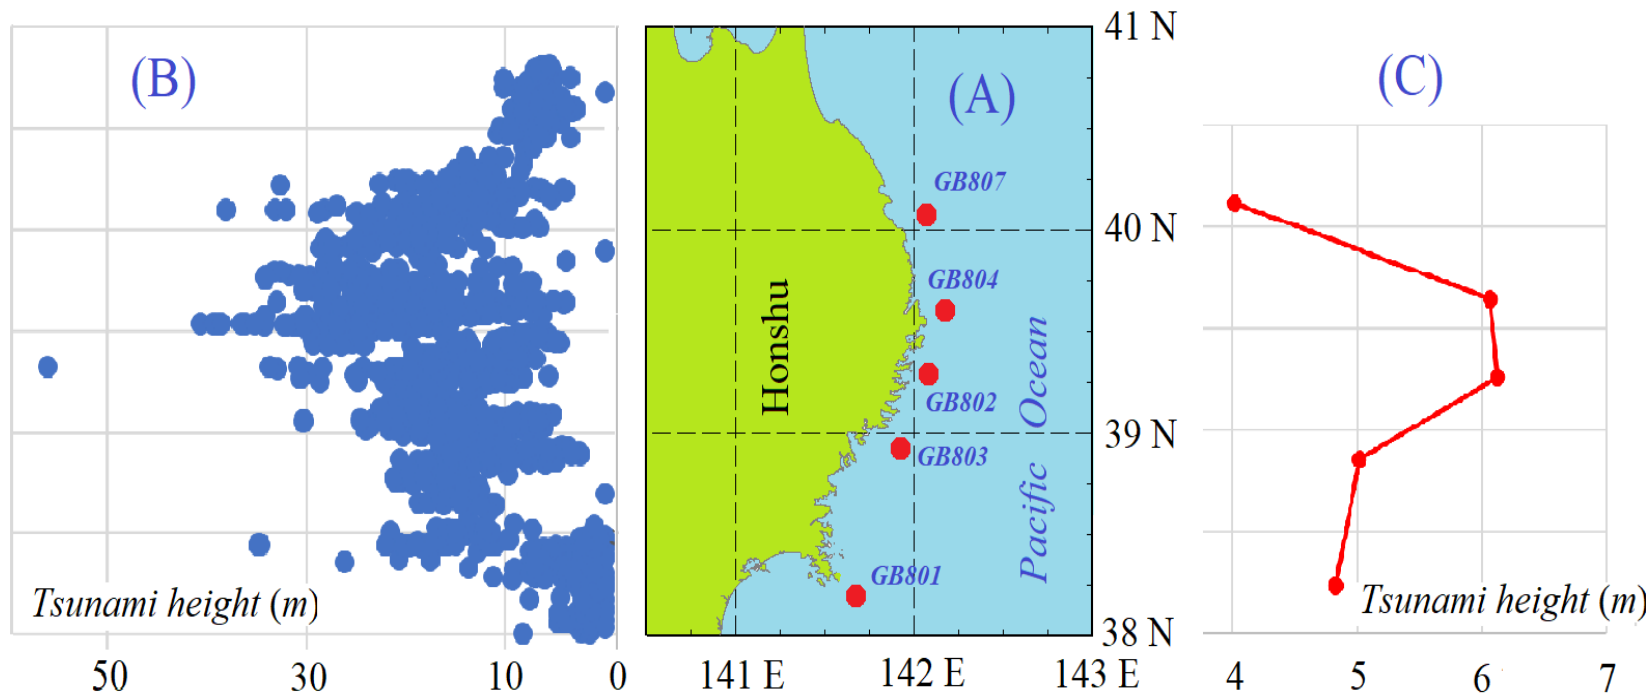 (B)
Tsunami height (m)
50
30
10
0
(A)
GB807
GB804
GB802
GB803
GB801
Honshu
Pacific Ocean
41 N
40 N
39 N
38 N
141 E
142 E
143 E
(C)
Tsunami height (m)
4
5
6
7